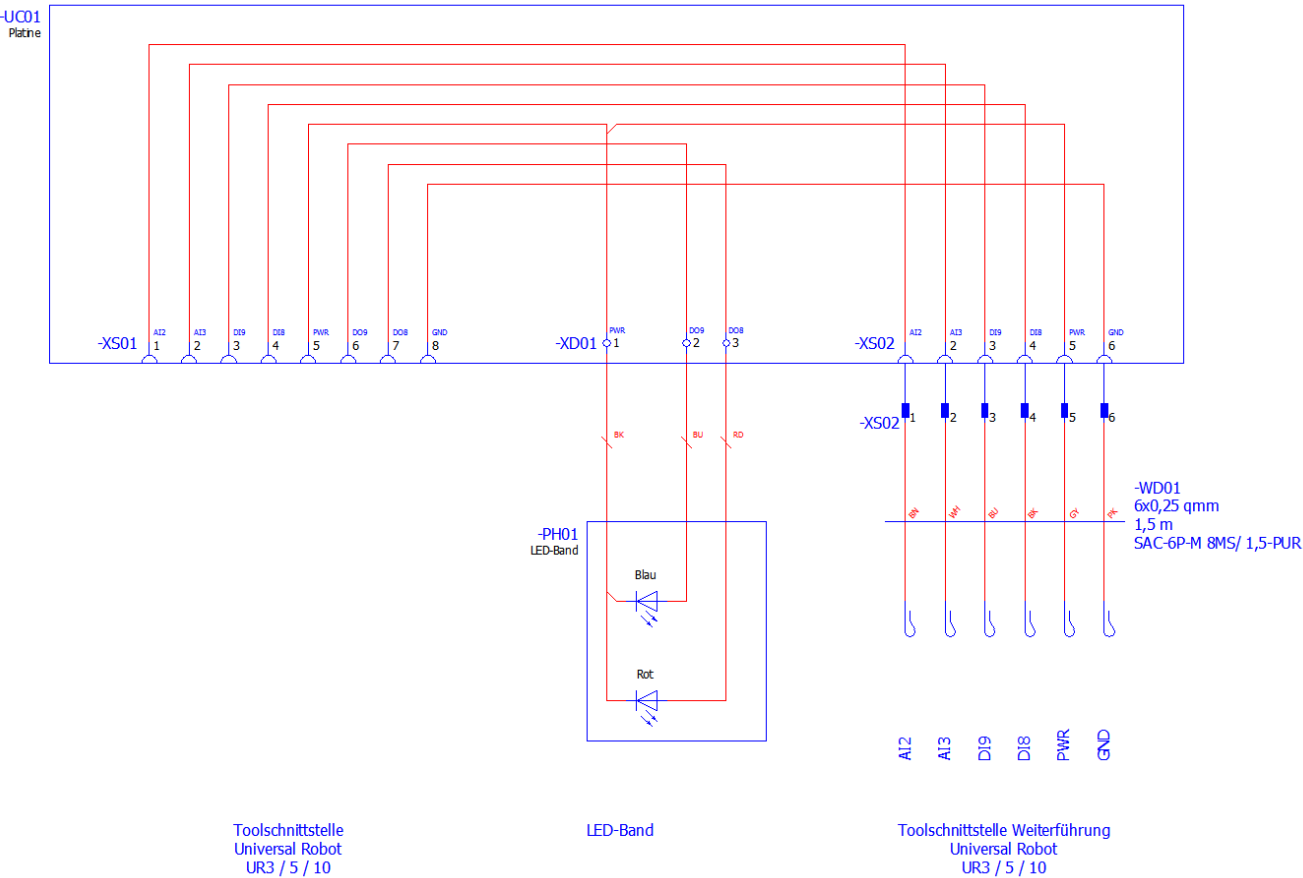 -UC01
Platine
-XS01
AI2
1
AI3
2
DI9
3
DI8
4
PWR
5
DO9
6
DO8
7
GND
8
-XD01
PWR
1
DO9
2
DO8
3
-XS02
AI2
1
AI3
2
DI9
3
DI8
4
PWR
5
GND
6
-XS02
1
2
3
4
5
6
BK
BU
RD
-WD01
6x0,25 qmm
1,5 m
SAC-6P-M 8MS/ 1,5-PUR
BN
WH
BU
BK
GY
PK
-PH01
LED-Band
Blau
Rot
AI2
AI3
DI9
DI8
PWR
GND
Toolschnittstelle
Universal Robot
UR3 / 5 / 10
LED-Band
Toolschnittstelle Weiterführung
Universal Robot
UR3 / 5 / 10